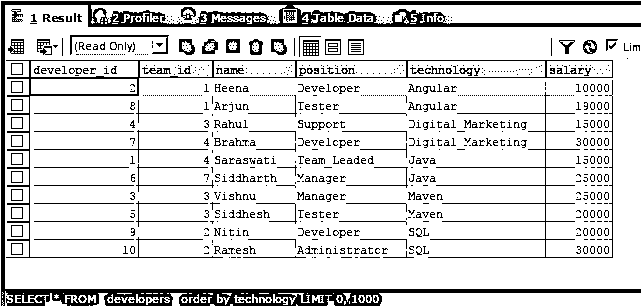 1 Result 2 Profiler 3 Messages 4 Table Data 5 Info
(Read Only) Lim
developer_id team_id name position technology salary
2 1 Heena Developer Angular 10000
8 1 Arjun Tester Angular 19000
4 3 Rahul Support Digital_Marketing 15000
7 4 Brahma Developer Digital_Marketing 30000
1 4 Saraswati Team_Leaded Java 15000
6 7 Siddharth Manager Java 25000
3 3 Vishnu Manager Maven 25000
5 3 Siddhesh Tester Maven 20000
9 2 Nitin Developer SQL 20000
10 2 Ramesh Administrator SQL 30000
SELECT * FROM developers order by technology LIMIT 0, 1000